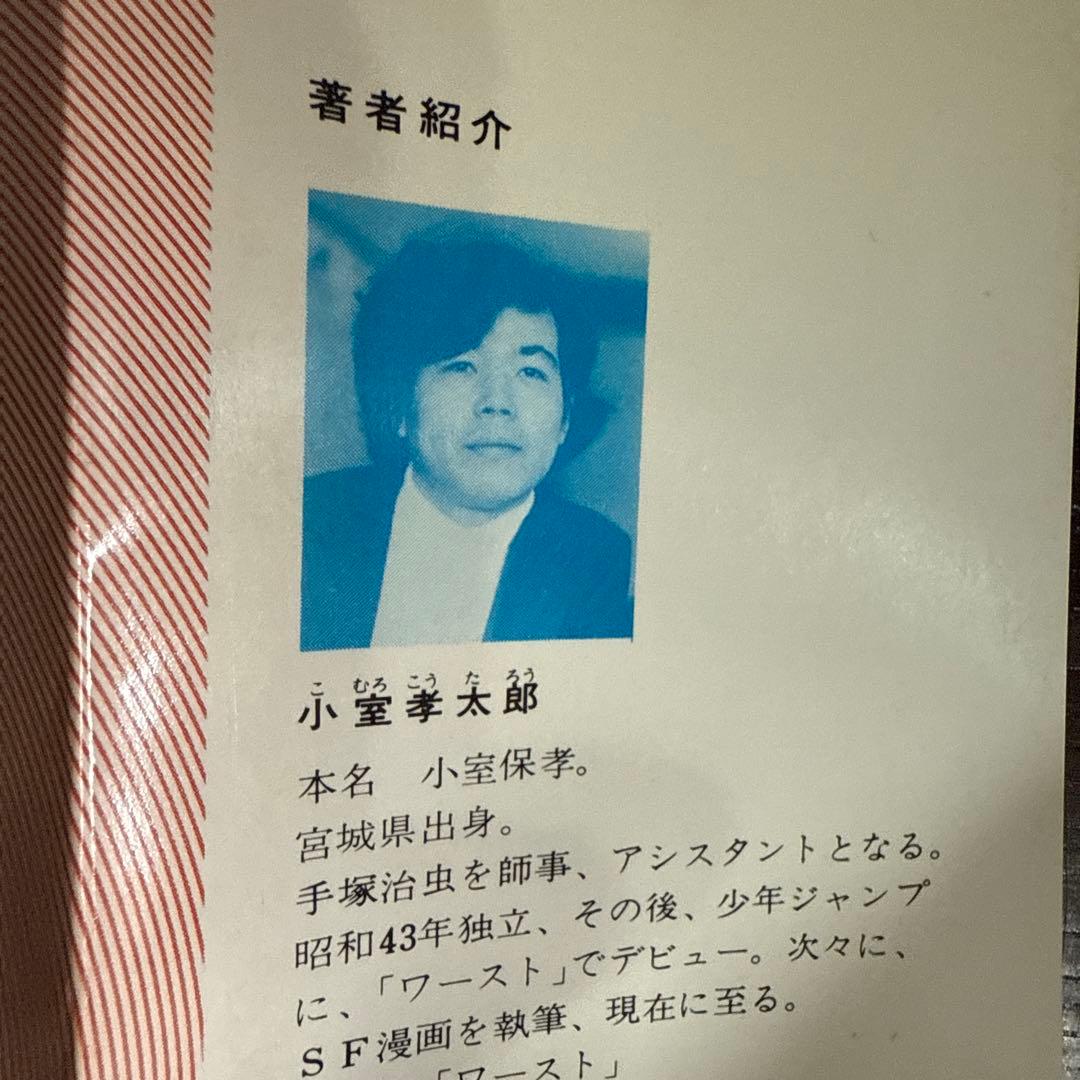 著者紹介
こ むろ こう た ろう
小室孝太郎
本名　小室保孝。
宮城県出身。
手塚治虫を師事、アシスタントとなる。
昭和43年独立、その後、少年ジャンプ
に、「ワースト」でデビュー。次々に、
ＳＦ漫画を執筆、現在に至る。
「ワースト」